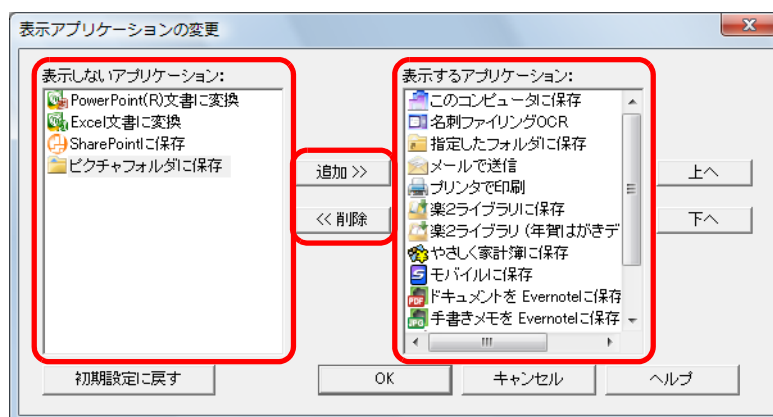 表示アプリケーションの変更
表示しないアプリケーション:
PowerPoint(R)文書に変換
Excel文書に変換
SharePointに保存
ピクチャフォルダに保存
追加 >>
<< 削除
表示するアプリケーション:
このコンピュータに保存
名刺ファイリングOCR
指定したフォルダに保存
メールで送信
プリンタで印刷
楽2ライブラリに保存
楽2ライブラリ (年賀はがきデ
やさしく家計簿に保存
モバイルに保存
ドキュメントを Evernoteに保存
手書きメモを Evernoteに保存
上へ
下へ
初期設定に戻す
OK
キャンセル
ヘルプ